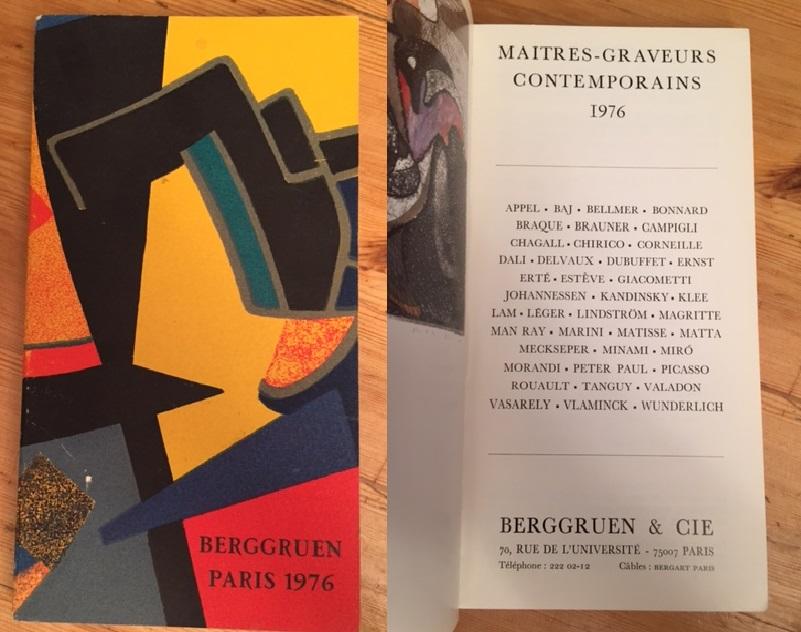 BERGGRUEN
PARIS 1976
MAITRES-GRAVEURS
CONTEMPORAINS
1976
APPEL • BAJ • BELLMER • BONNARD
BRAQUE • BRAUNER • CAMPIGLI
CHAGALL • CHIRICO • CORNEILLE
DALI • DELVAUX • DUBUFFET • ERNST
ERTÉ • ESTÈVE • GIACOMETTI
JOHANNESSEN • KANDINSKY • KLEE
LAM • LÉGER • LINDSTRÖM • MAGRITTE
MAN RAY • MARINI • MATISSE • MATTA
MECKSEPER • MINAMI • MIRÓ
MORANDI • PETER PAUL • PICASSO
ROUAULT • TANGUY • VALADON
VASARELY • VLAMINCK • WUNDERLICH
BERGGRUEN & CIE
70, RUE DE L'UNIVERSITÉ - 75007 PARIS
Téléphone : 222 02-12 Câbles : BERGART PARIS